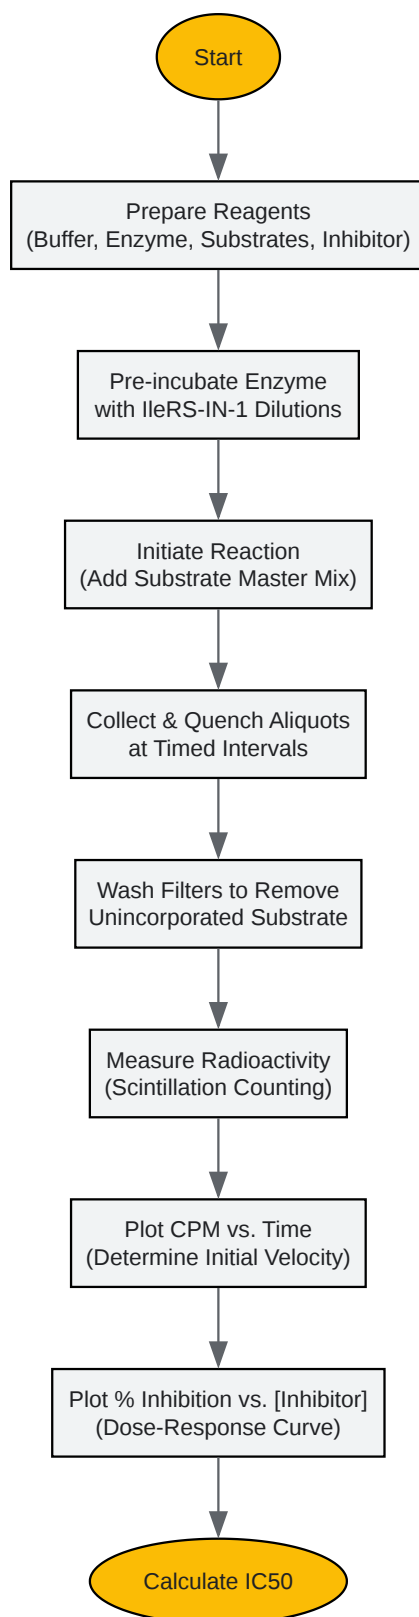 Start
Prepare Reagents
(Buffer, Enzyme, Substrates, Inhibitor)
Pre-incubate Enzyme
with IleRS-IN-1 Dilutions
Initiate Reaction
(Add Substrate Master Mix)
Collect & Quench Aliquots
at Timed Intervals
Wash Filters to Remove
Unincorporated Substrate
Measure Radioactivity
(Scintillation Counting)
Plot CPM vs. Time
(Determine Initial Velocity)
Plot % Inhibition vs. [Inhibitor]
(Dose-Response Curve)
Calculate IC50